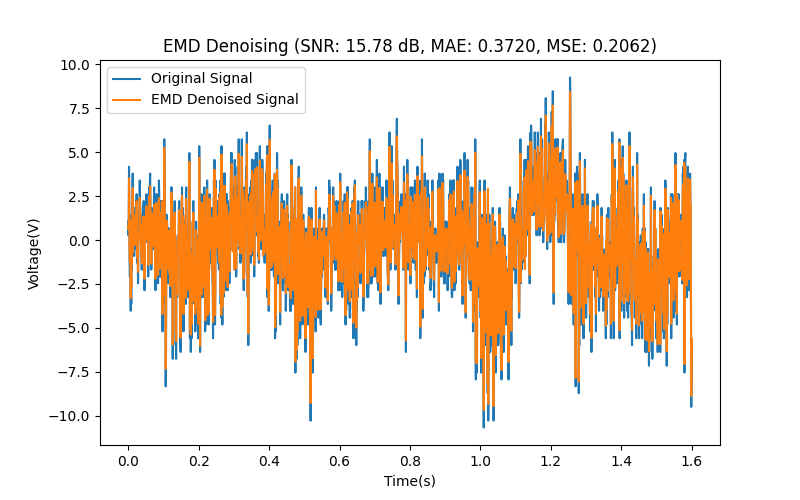 EMD Denoising (SNR: 15.78 dB, MAE: 0.3720, MSE: 0.2062)
Original Signal
EMD Denoised Signal
Voltage(V)
10.0
7.5
5.0
2.5
0.0
−2.5
−5.0
−7.5
−10.0
0.0 0.2 0.4 0.6 0.8 1.0 1.2 1.4 1.6
Time(s)